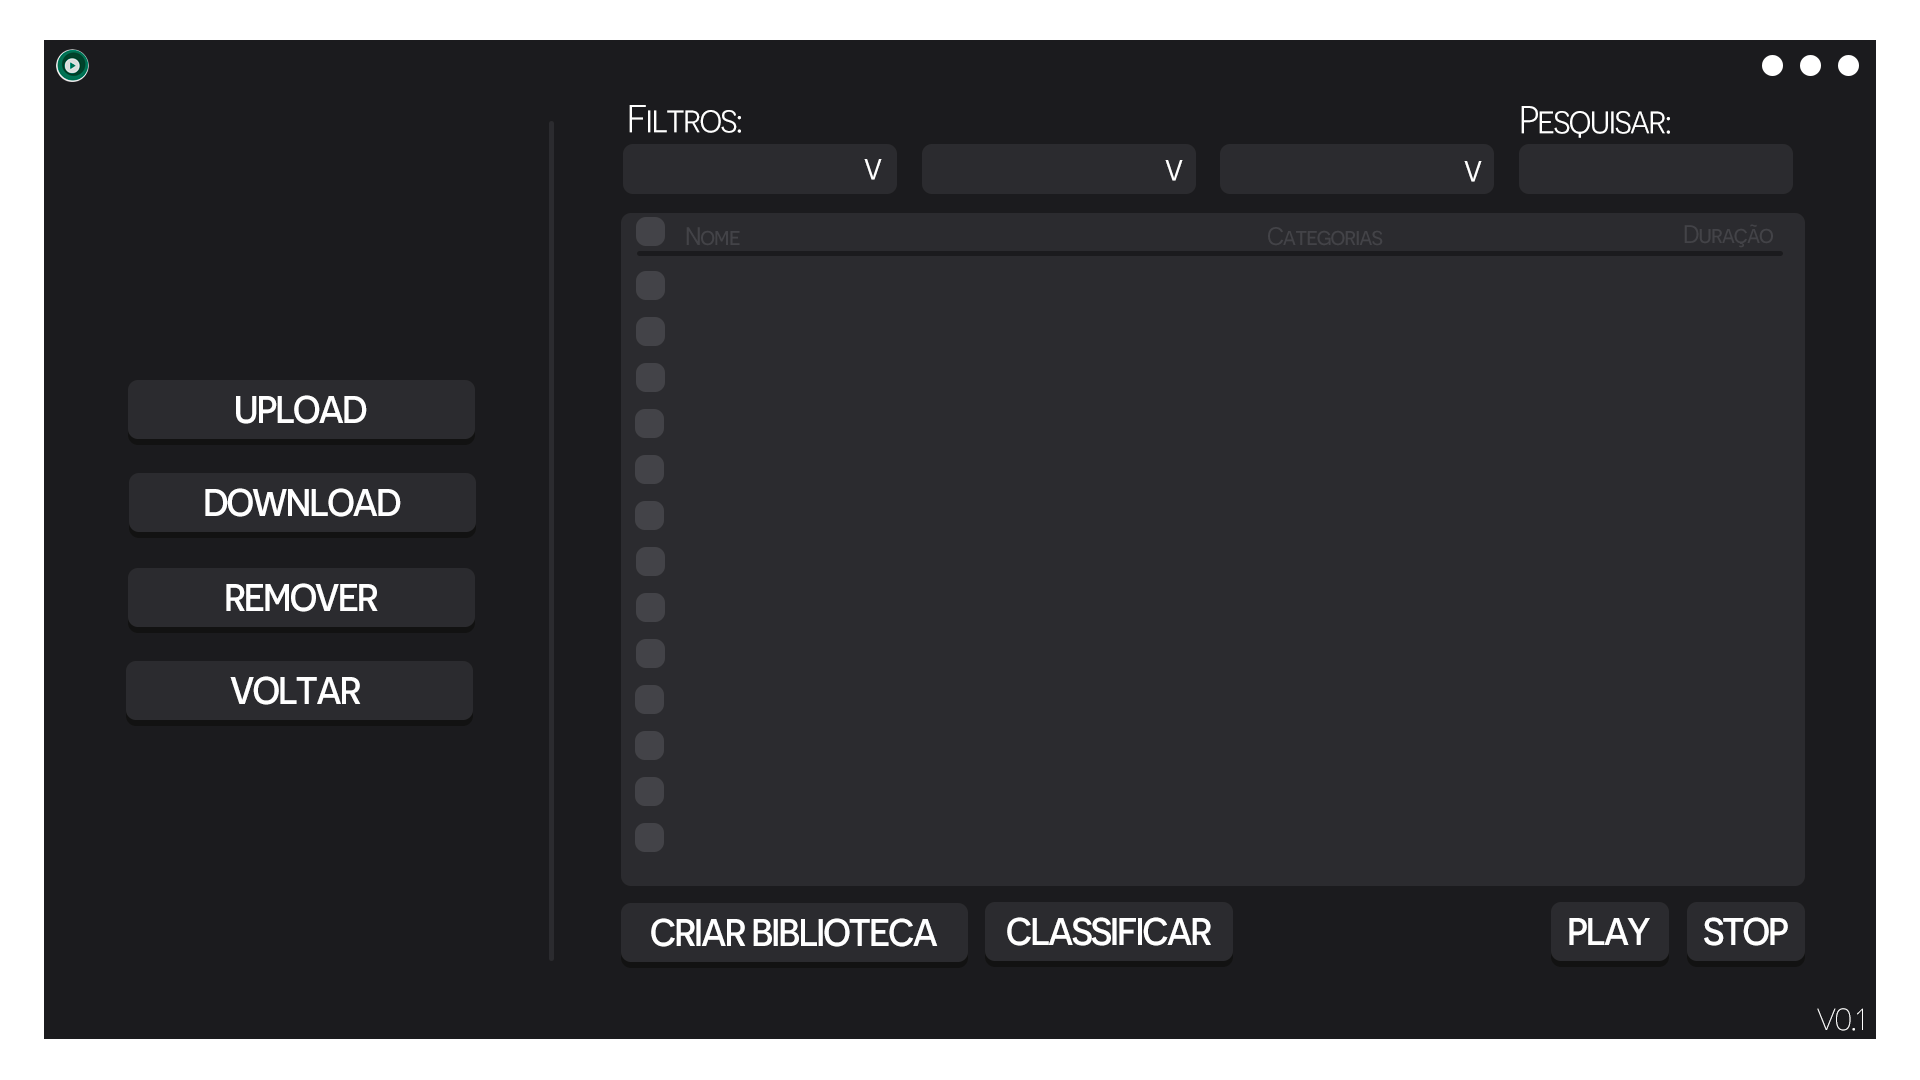 FILTROS:
PESQUISAR:
V
V
V
NOME
CATEGORIAS
DURAÇÃO
UPLOAD
DOWNLOAD
REMOVER
VOLTAR
CRIAR BIBLIOTECA
CLASSIFICAR
PLAY
STOP
V0.1